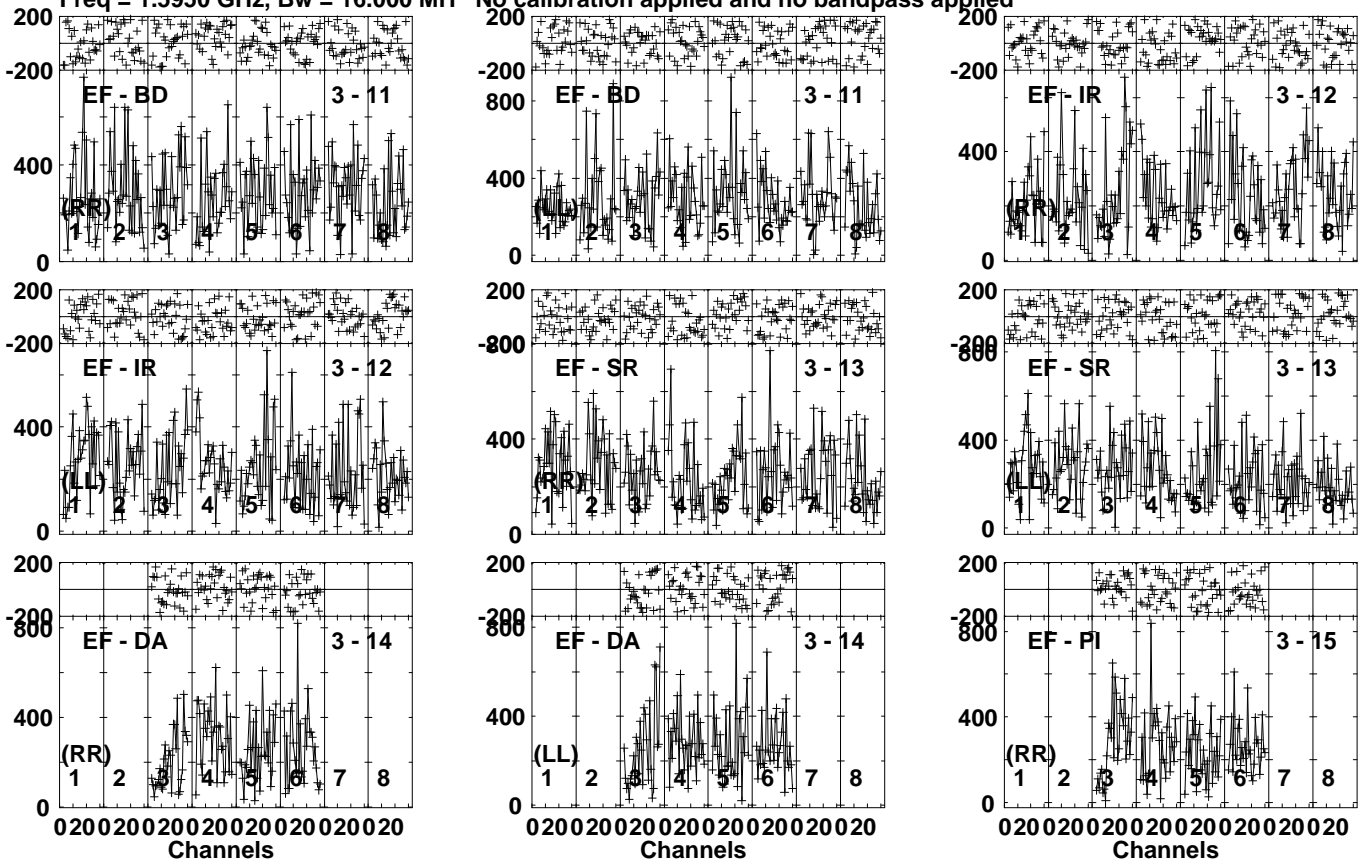 Freq = 1.5950 GHz, Bw = 16.000 MH No calibration applied and no bandpass applied
200 200 200
-200 -200 -200
EF - BD 3 - 11 EF - BD 3 - 11 EF - IR 3 - 12
800
400 400 400
(RR) (LL) (RR)
1 2 3 4 5 6 7 8 1 2 3 4 5 6 7 8 1 2 3 4 5 6 7 8
0 0 0
200 200 200
-200 -200
800 800
EF - IR 3 - 12 EF - SR 3 - 13 EF - SR 3 - 13
400 400 400
(LL) (RR) (LL)
1 2 3 4 5 6 7 8 1 2 3 4 5 6 7 8 1 2 3 4 5 6 7 8
0 0 0
200 200 200
-200 -200 -200
800 800 800
EF - DA 3 - 14 EF - DA 3 - 14 EF - PI 3 - 15
400 400 400
(RR) (LL) (RR)
1 2 3 4 5 6 7 8 1 2 3 4 5 6 7 8 1 2 3 4 5 6 7 8
0 0 0
0 20 0 20 0 20 0 20 0 20 0 20 0 20 0 20 0 20 0 20 0 20 0 20 0 20 0 20 0 20 0 20 0 20 0 20 0 20 0 20 0 20 0 20 0 20 0 20
Channels Channels Channels